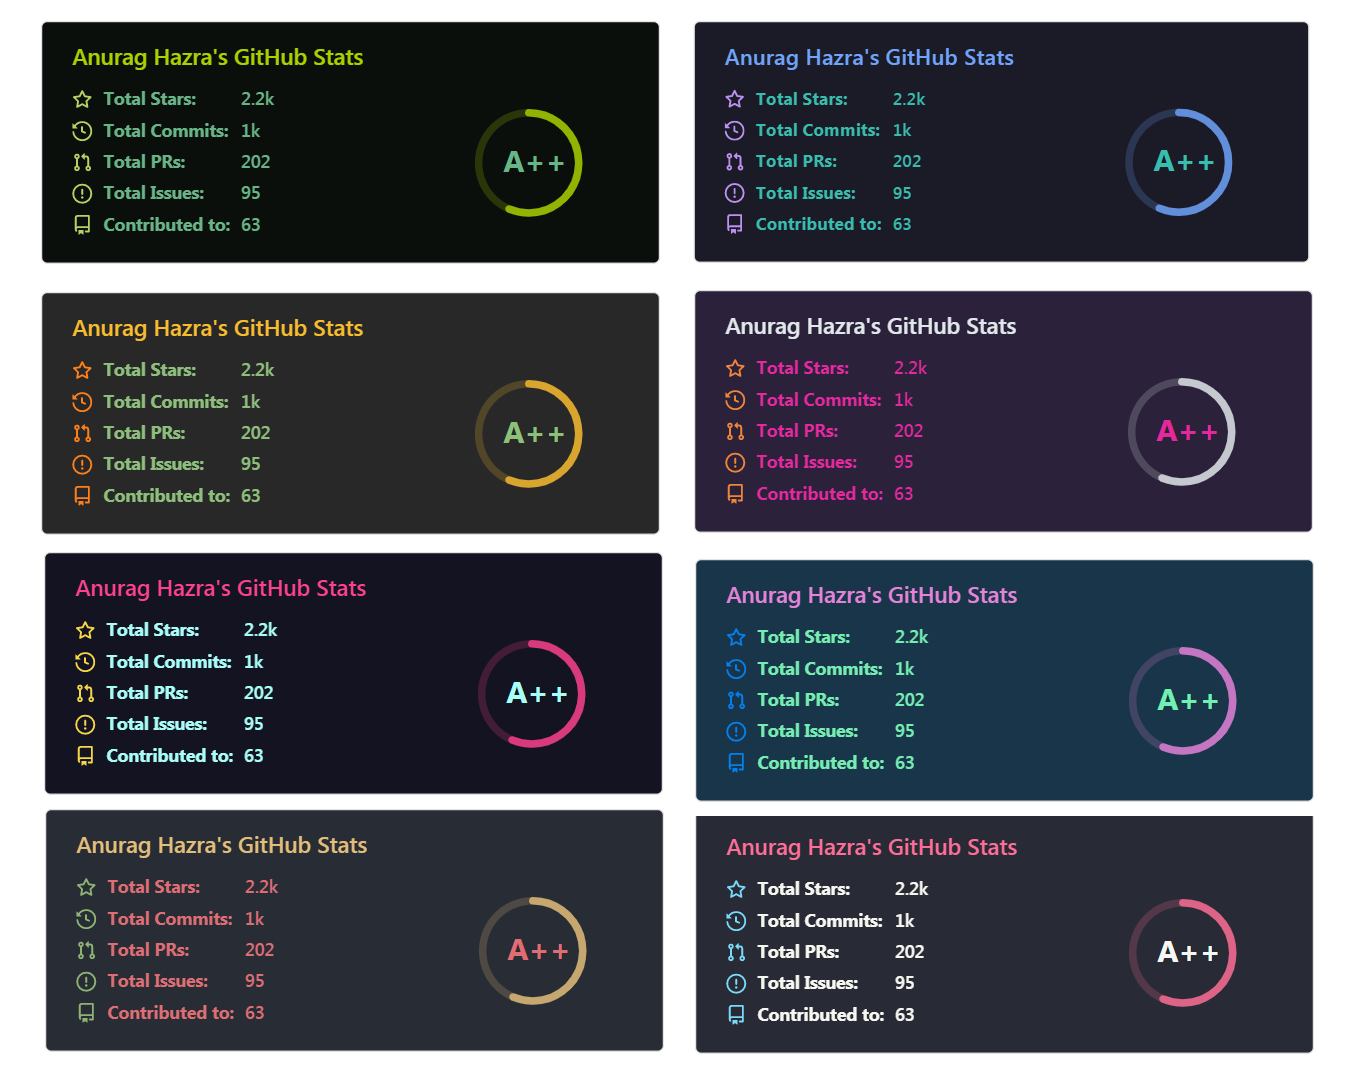 Anurag Hazra's GitHub Stats
Total Stars: 2.2k
Total Commits: 1k
Total PRs: 202
Total Issues: 95
Contributed to: 63
A++
Anurag Hazra's GitHub Stats
Total Stars: 2.2k
Total Commits: 1k
Total PRs: 202
Total Issues: 95
Contributed to: 63
A++
Anurag Hazra's GitHub Stats
Total Stars: 2.2k
Total Commits: 1k
Total PRs: 202
Total Issues: 95
Contributed to: 63
A++
Anurag Hazra's GitHub Stats
Total Stars: 2.2k
Total Commits: 1k
Total PRs: 202
Total Issues: 95
Contributed to: 63
A++
Anurag Hazra's GitHub Stats
Total Stars: 2.2k
Total Commits: 1k
Total PRs: 202
Total Issues: 95
Contributed to: 63
A++
Anurag Hazra's GitHub Stats
Total Stars: 2.2k
Total Commits: 1k
Total PRs: 202
Total Issues: 95
Contributed to: 63
A++
Anurag Hazra's GitHub Stats
Total Stars: 2.2k
Total Commits: 1k
Total PRs: 202
Total Issues: 95
Contributed to: 63
A++
Anurag Hazra's GitHub Stats
Total Stars: 2.2k
Total Commits: 1k
Total PRs: 202
Total Issues: 95
Contributed to: 63
A++